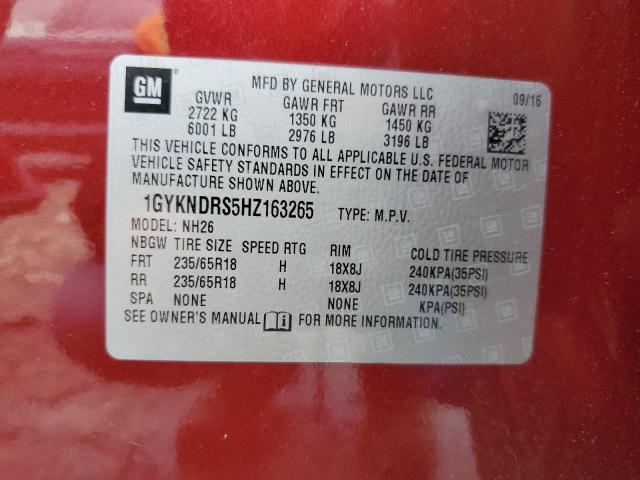 GM
MFD BY GENERAL MOTORS LLC
09/16
GVWR GAWR FRT GAWR RR
2722 KG 1350 KG 1450 KG
6001 LB 2976 LB 3196 LB
THIS VEHICLE CONFORMS TO ALL APPLICABLE U.S. FEDERAL MOTOR
VEHICLE SAFETY STANDARDS IN EFFECT ON THE DATE OF
MANUFACTURE SHOWN ABOVE.
1GYKNDRS5HZ163265 TYPE: M.P.V.
MODEL: NH26
NBGW TIRE SIZE SPEED RTG RIM COLD TIRE PRESSURE
FRT 235/65R18 H 18X8J 240KPA(35PSI)
RR 235/65R18 H 18X8J 240KPA(35PSI)
SPA NONE NONE KPA(PSI)
SEE OWNER'S MANUAL FOR MORE INFORMATION.